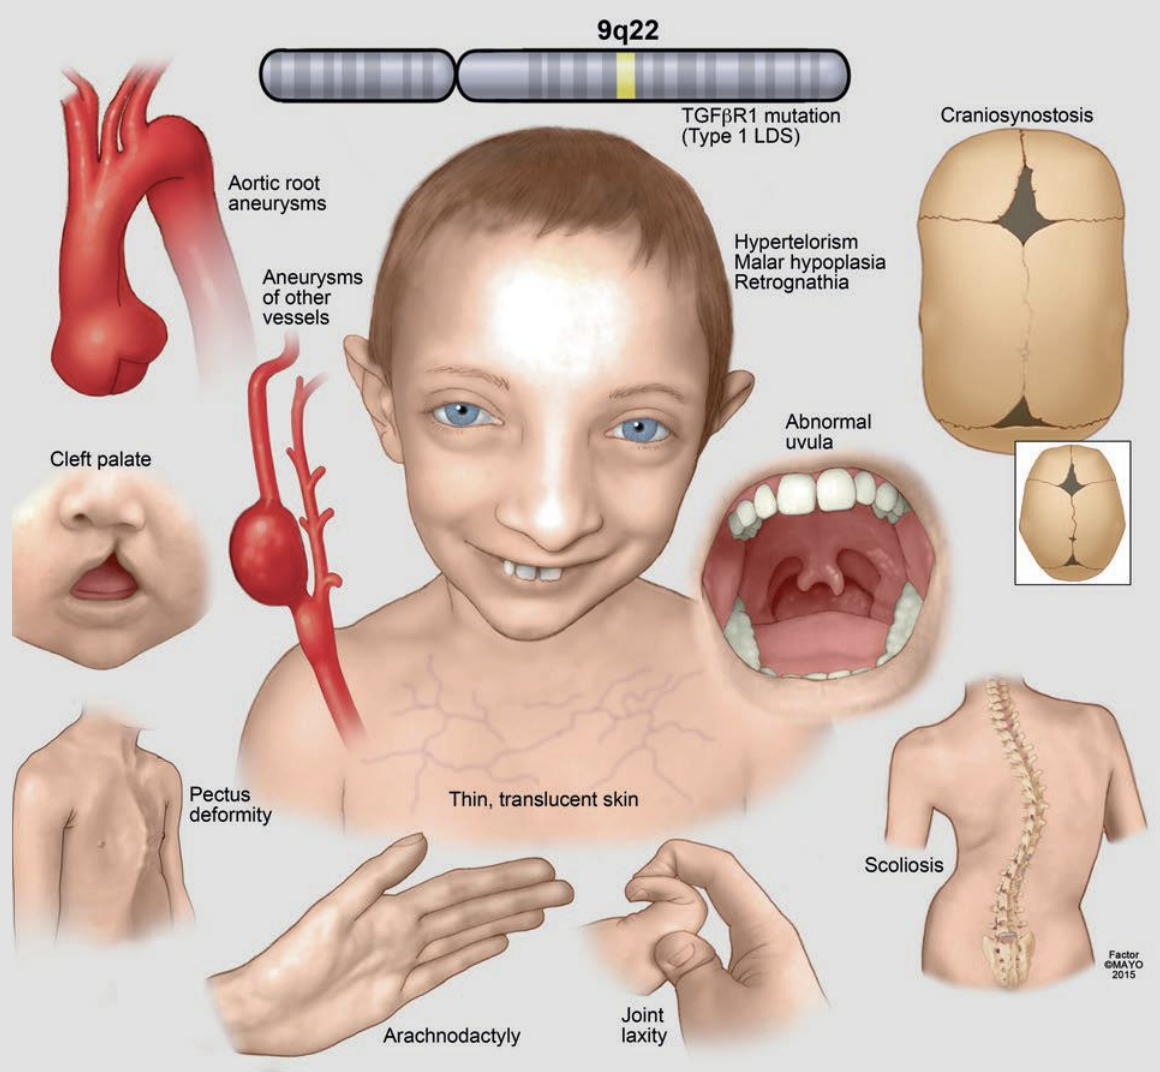 9q22
TGFβR1 mutation
(Type 1 LDS)
Craniosynostosis
Aortic root
aneurysms
Hypertelorism
Malar hypoplasia
Retrognathia
Aneurysms
of other
vessels
Abnormal
uvula
Cleft palate
Pectus
deformity
Thin, translucent skin
Scoliosis
Factor
©MAYO
2015
Joint
laxity
Arachnodactyly